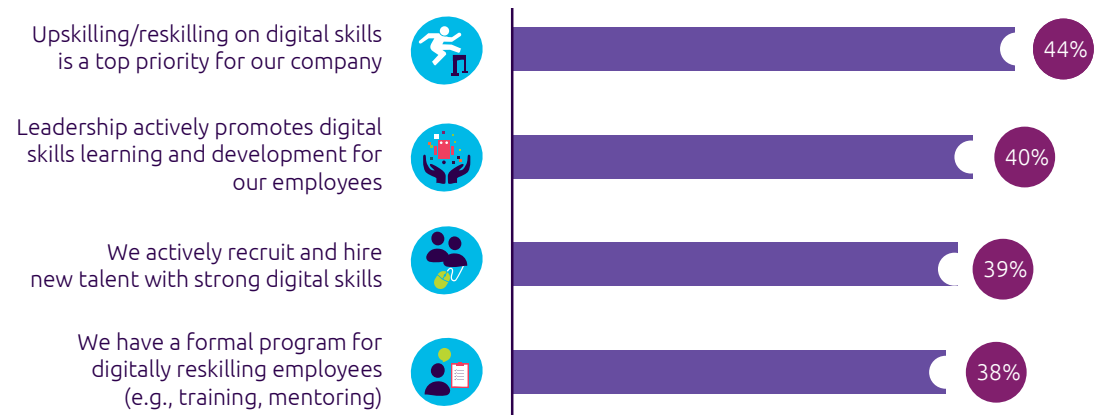 Upskilling/reskilling on digital skills
is a top priority for our company
44%
Leadership actively promotes digital
skills learning and development for
our employees
40%
We actively recruit and hire
new talent with strong digital skills
39%
We have a formal program for
digitally reskilling employees
(e.g., training, mentoring)
38%